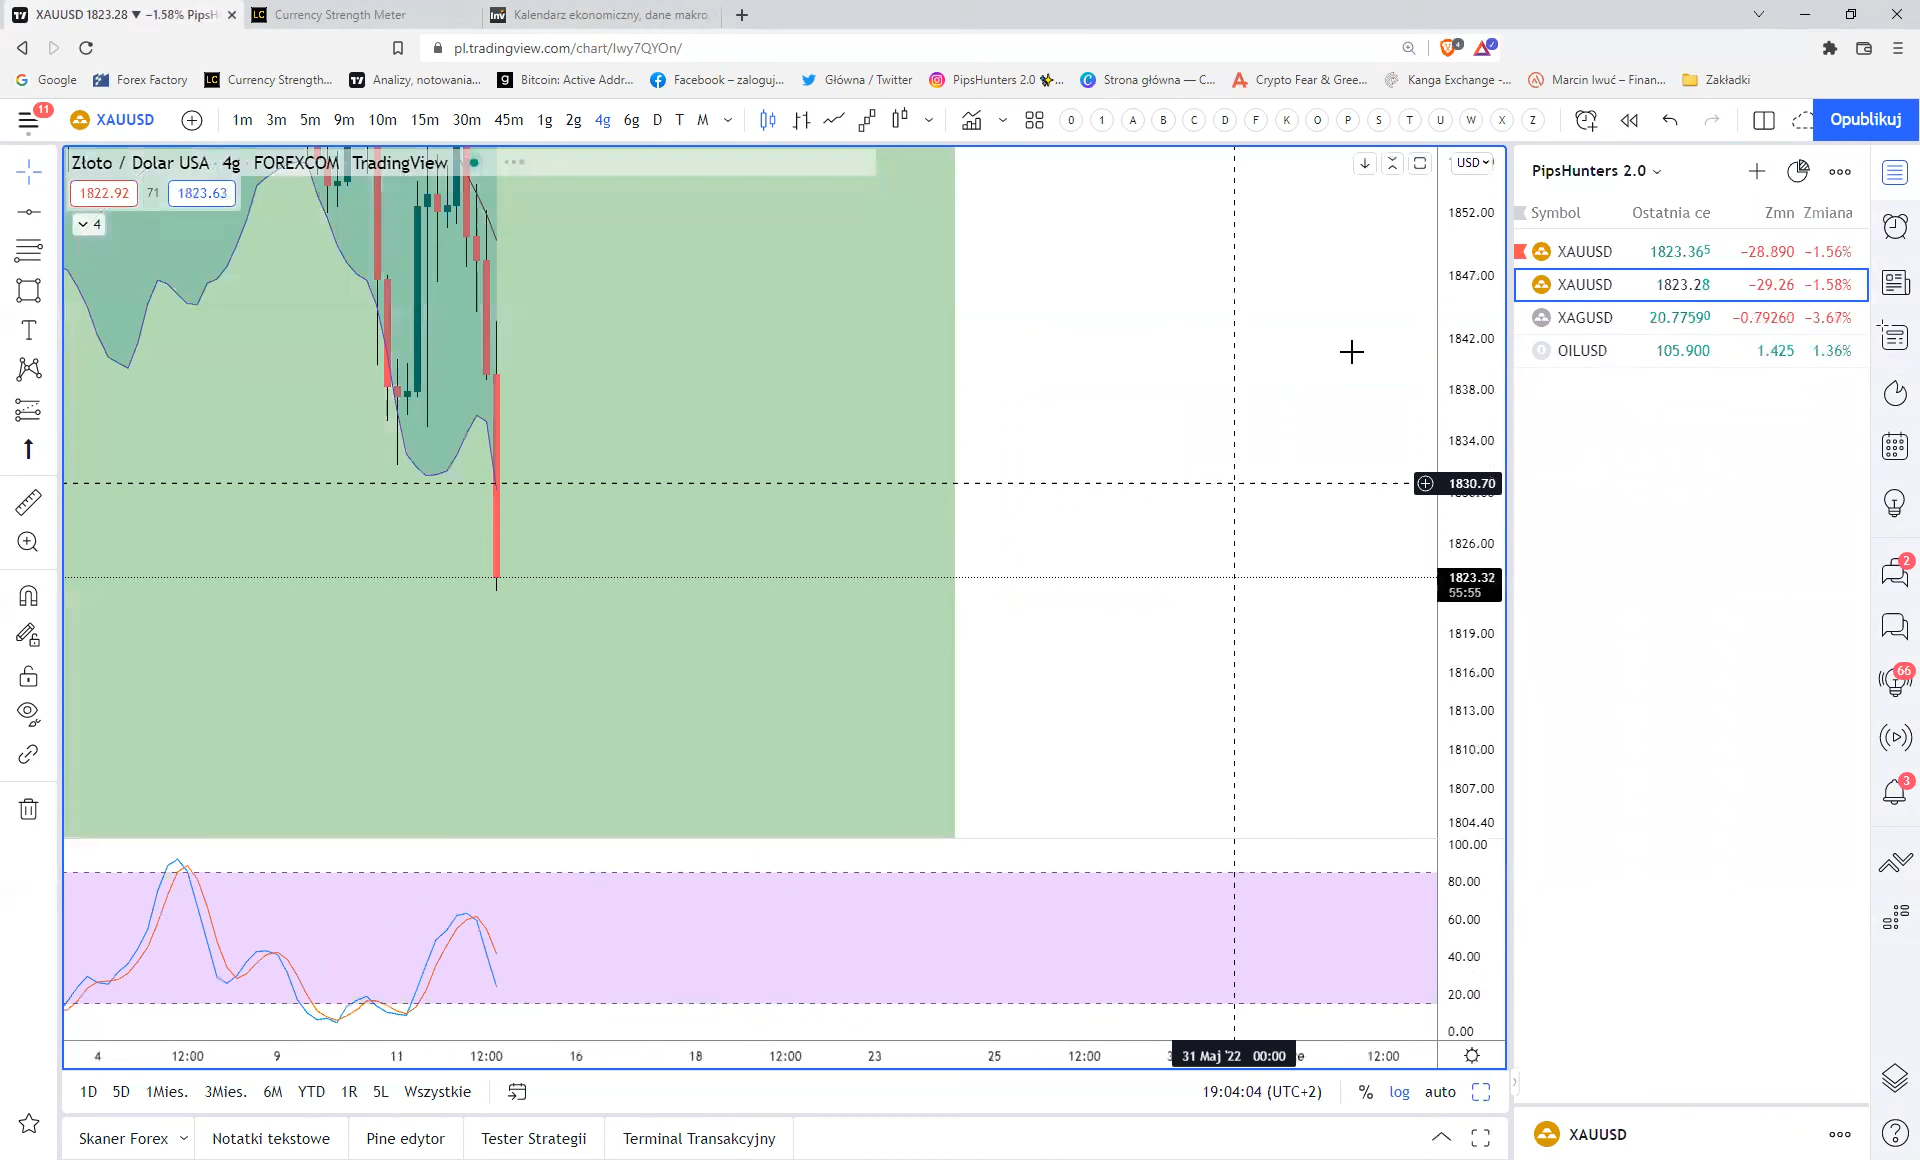 XAUUSD 1823.28 ▼ −1.58% PipsH
Currency Strength Meter
Kalendarz ekonomiczny, dane makro
pl.tradingview.com/chart/Iwy7QYOn/
Google
Forex Factory
Currency Strength...
Analizy, notowania...
Bitcoin: Active Addr...
Facebook – zaloguj...
Główna / Twitter
PipsHunters 2.0
Strona główna — C...
Crypto Fear & Gree...
Kanga Exchange -...
Marcin Iwuć – Finan...
Zakładki
11
XAUUSD
1m 3m 5m 9m 10m 15m 30m 45m 1g 2g 4g 6g D T M
0 1 A B C D F K O P S T U W X Z
Opublikuj
Złoto / Dolar USA 4g FOREXCOM TradingView
1822.92 71 1823.63
4
USD
1852.00
1847.00
1842.00
1838.00
1834.00
1830.70
1826.00
1823.32
55:55
1819.00
1816.00
1813.00
1810.00
1807.00
1804.40
100.00
80.00
60.00
40.00
20.00
0.00
4 12:00 9 11 12:00 16 18 12:00 23 25 12:00 31 Maj '22 00:00 12:00
1D 5D 1Mies. 3Mies. 6M YTD 1R 5L Wszystkie
19:04:04 (UTC+2) % log auto
Skaner Forex Notatki tekstowe Pine edytor Tester Strategii Terminal Transakcyjny
PipsHunters 2.0
Symbol Ostatnia ce Zmn Zmiana
XAUUSD 1823.365 −28.890 −1.56%
XAUUSD 1823.28 −29.26 −1.58%
XAGUSD 20.77590 −0.79260 −3.67%
OILUSD 105.900 1.425 1.36%
2
66
3
XAUUSD